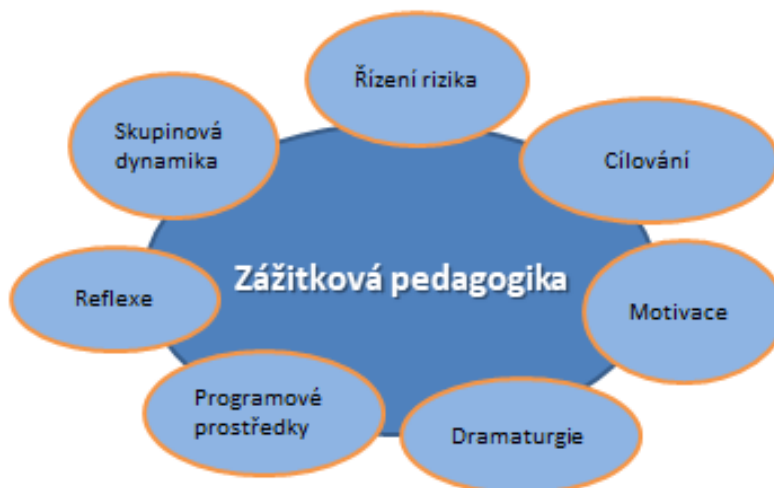 Řízení rizika
Skupinová
dynamika
Cílování
Zážitková pedagogika
Reflexe
Motivace
Programové
prostředky
Dramaturgie